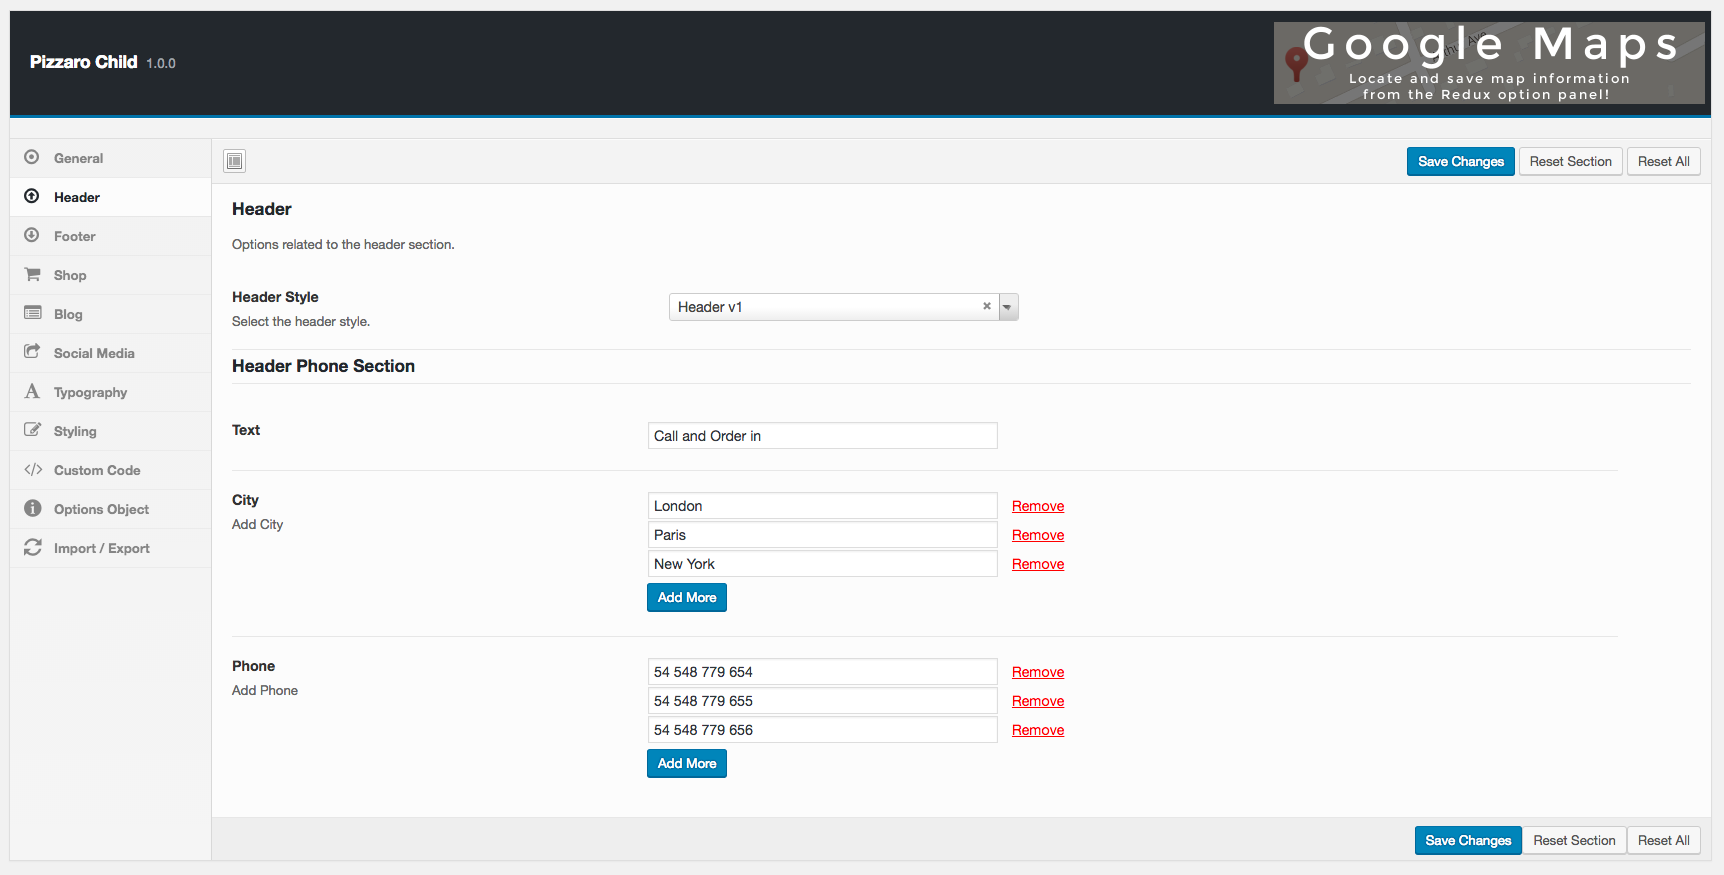 Pizzaro Child 1.0.0
Google Maps
Locate and save map information
from the Redux option panel!
General
Header
Footer
Shop
Blog
Social Media
Typography
Styling
Custom Code
Options Object
Import / Export
Save Changes Reset Section Reset All
Header
Options related to the header section.
Header Style
Select the header style.
Header v1
Header Phone Section
Text
Call and Order in
City
Add City
London Remove
Paris Remove
New York Remove
Add More
Phone
Add Phone
54 548 779 654 Remove
54 548 779 655 Remove
54 548 779 656 Remove
Add More
Save Changes Reset Section Reset All